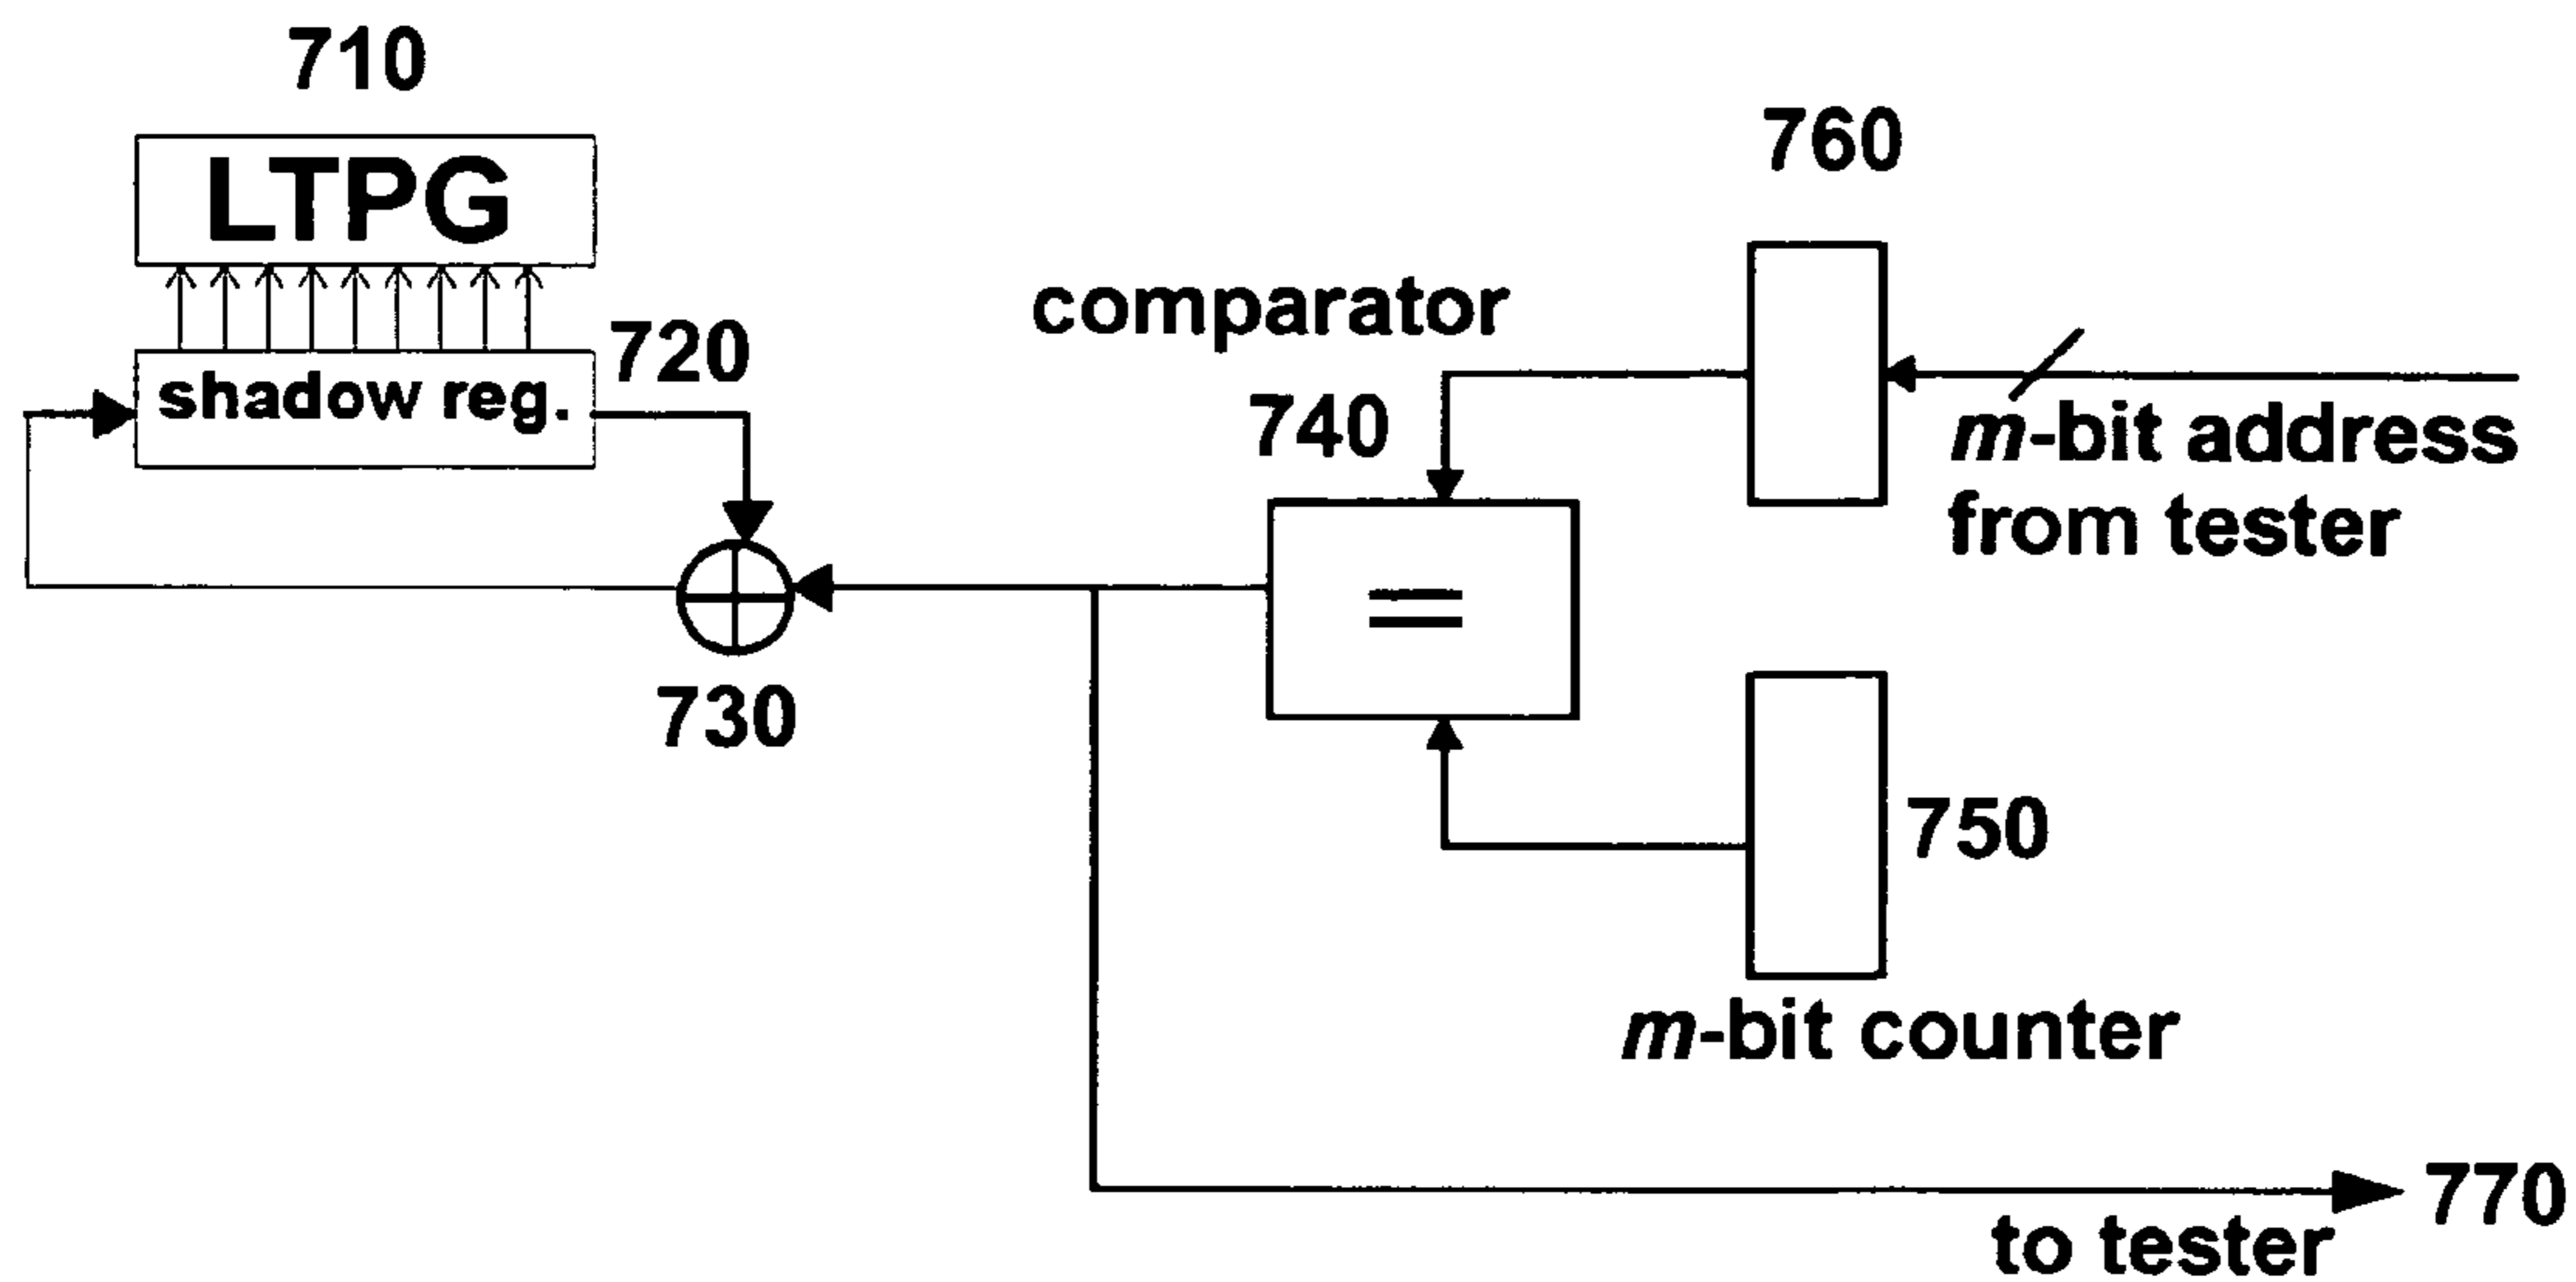 710
LTPG
760
comparator
720
shadow reg.
740
m-bit address
from tester
=
730
750
m-bit counter
770
to tester